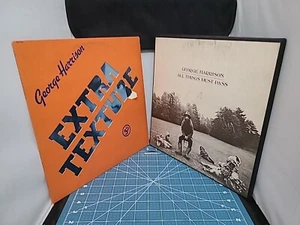 George Harrison
EXTRA
TEXTURE
GEORGE HARRISON
ALL THINGS MUST PASS